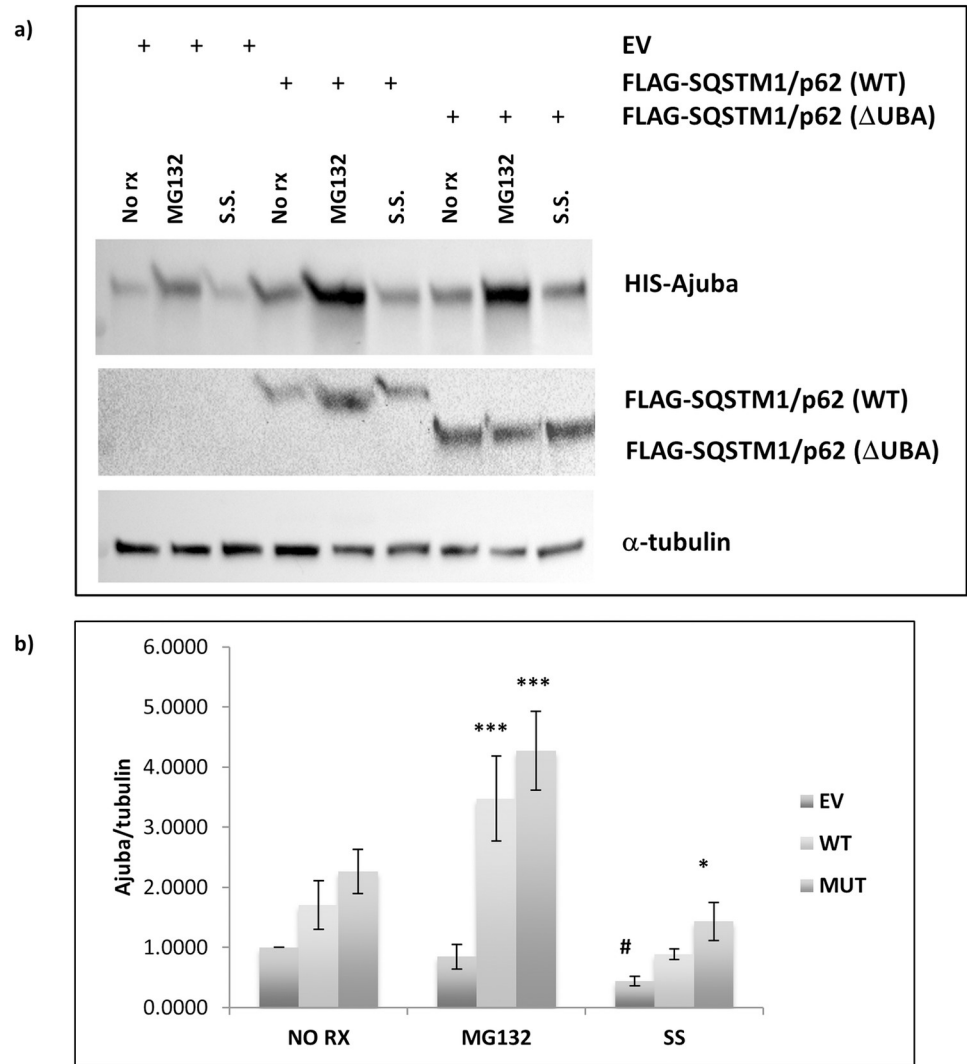 a)
+ + + EV
+ + + FLAG-SQSTM1/p62 (WT)
+ + + FLAG-SQSTM1/p62 (ΔUBA)
No rx MG132 S.S. No rx MG132 S.S. No rx MG132 S.S.
HIS-Ajuba
FLAG-SQSTM1/p62 (WT)
FLAG-SQSTM1/p62 (ΔUBA)
α-tubulin
b)
6.0000
5.0000
4.0000
3.0000
2.0000
1.0000
0.0000
Ajuba/tubulin
*** ***
*
#
NO RX MG132 SS
EV
WT
MUT